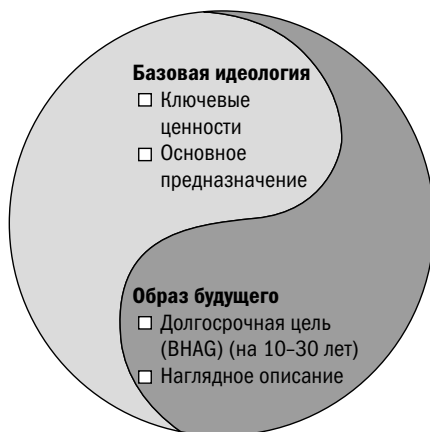 Базовая идеология
☐ Ключевые
ценности
☐ Основное
предназначение
Образ будущего
☐ Долгосрочная цель
(BHAG) (на 10–30 лет)
☐ Наглядное описание